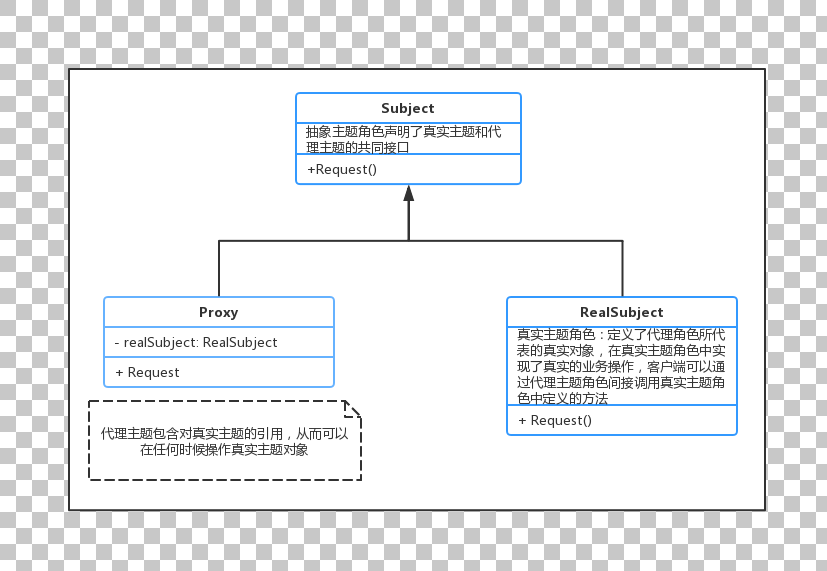 Subject
抽象主题角色声明了真实主题和代
理主题的共同接口
+Request()
Proxy
- realSubject: RealSubject
+ Request
代理主题包含对真实主题的引用，从而可以
在任何时候操作真实主题对象
RealSubject
真实主题角色：定义了代理角色所代
表的真实对象，在真实主题角色中实
现了真实的业务操作，客户端可以通
过代理主题角色间接调用真实主题角
色中定义的方法
+ Request()